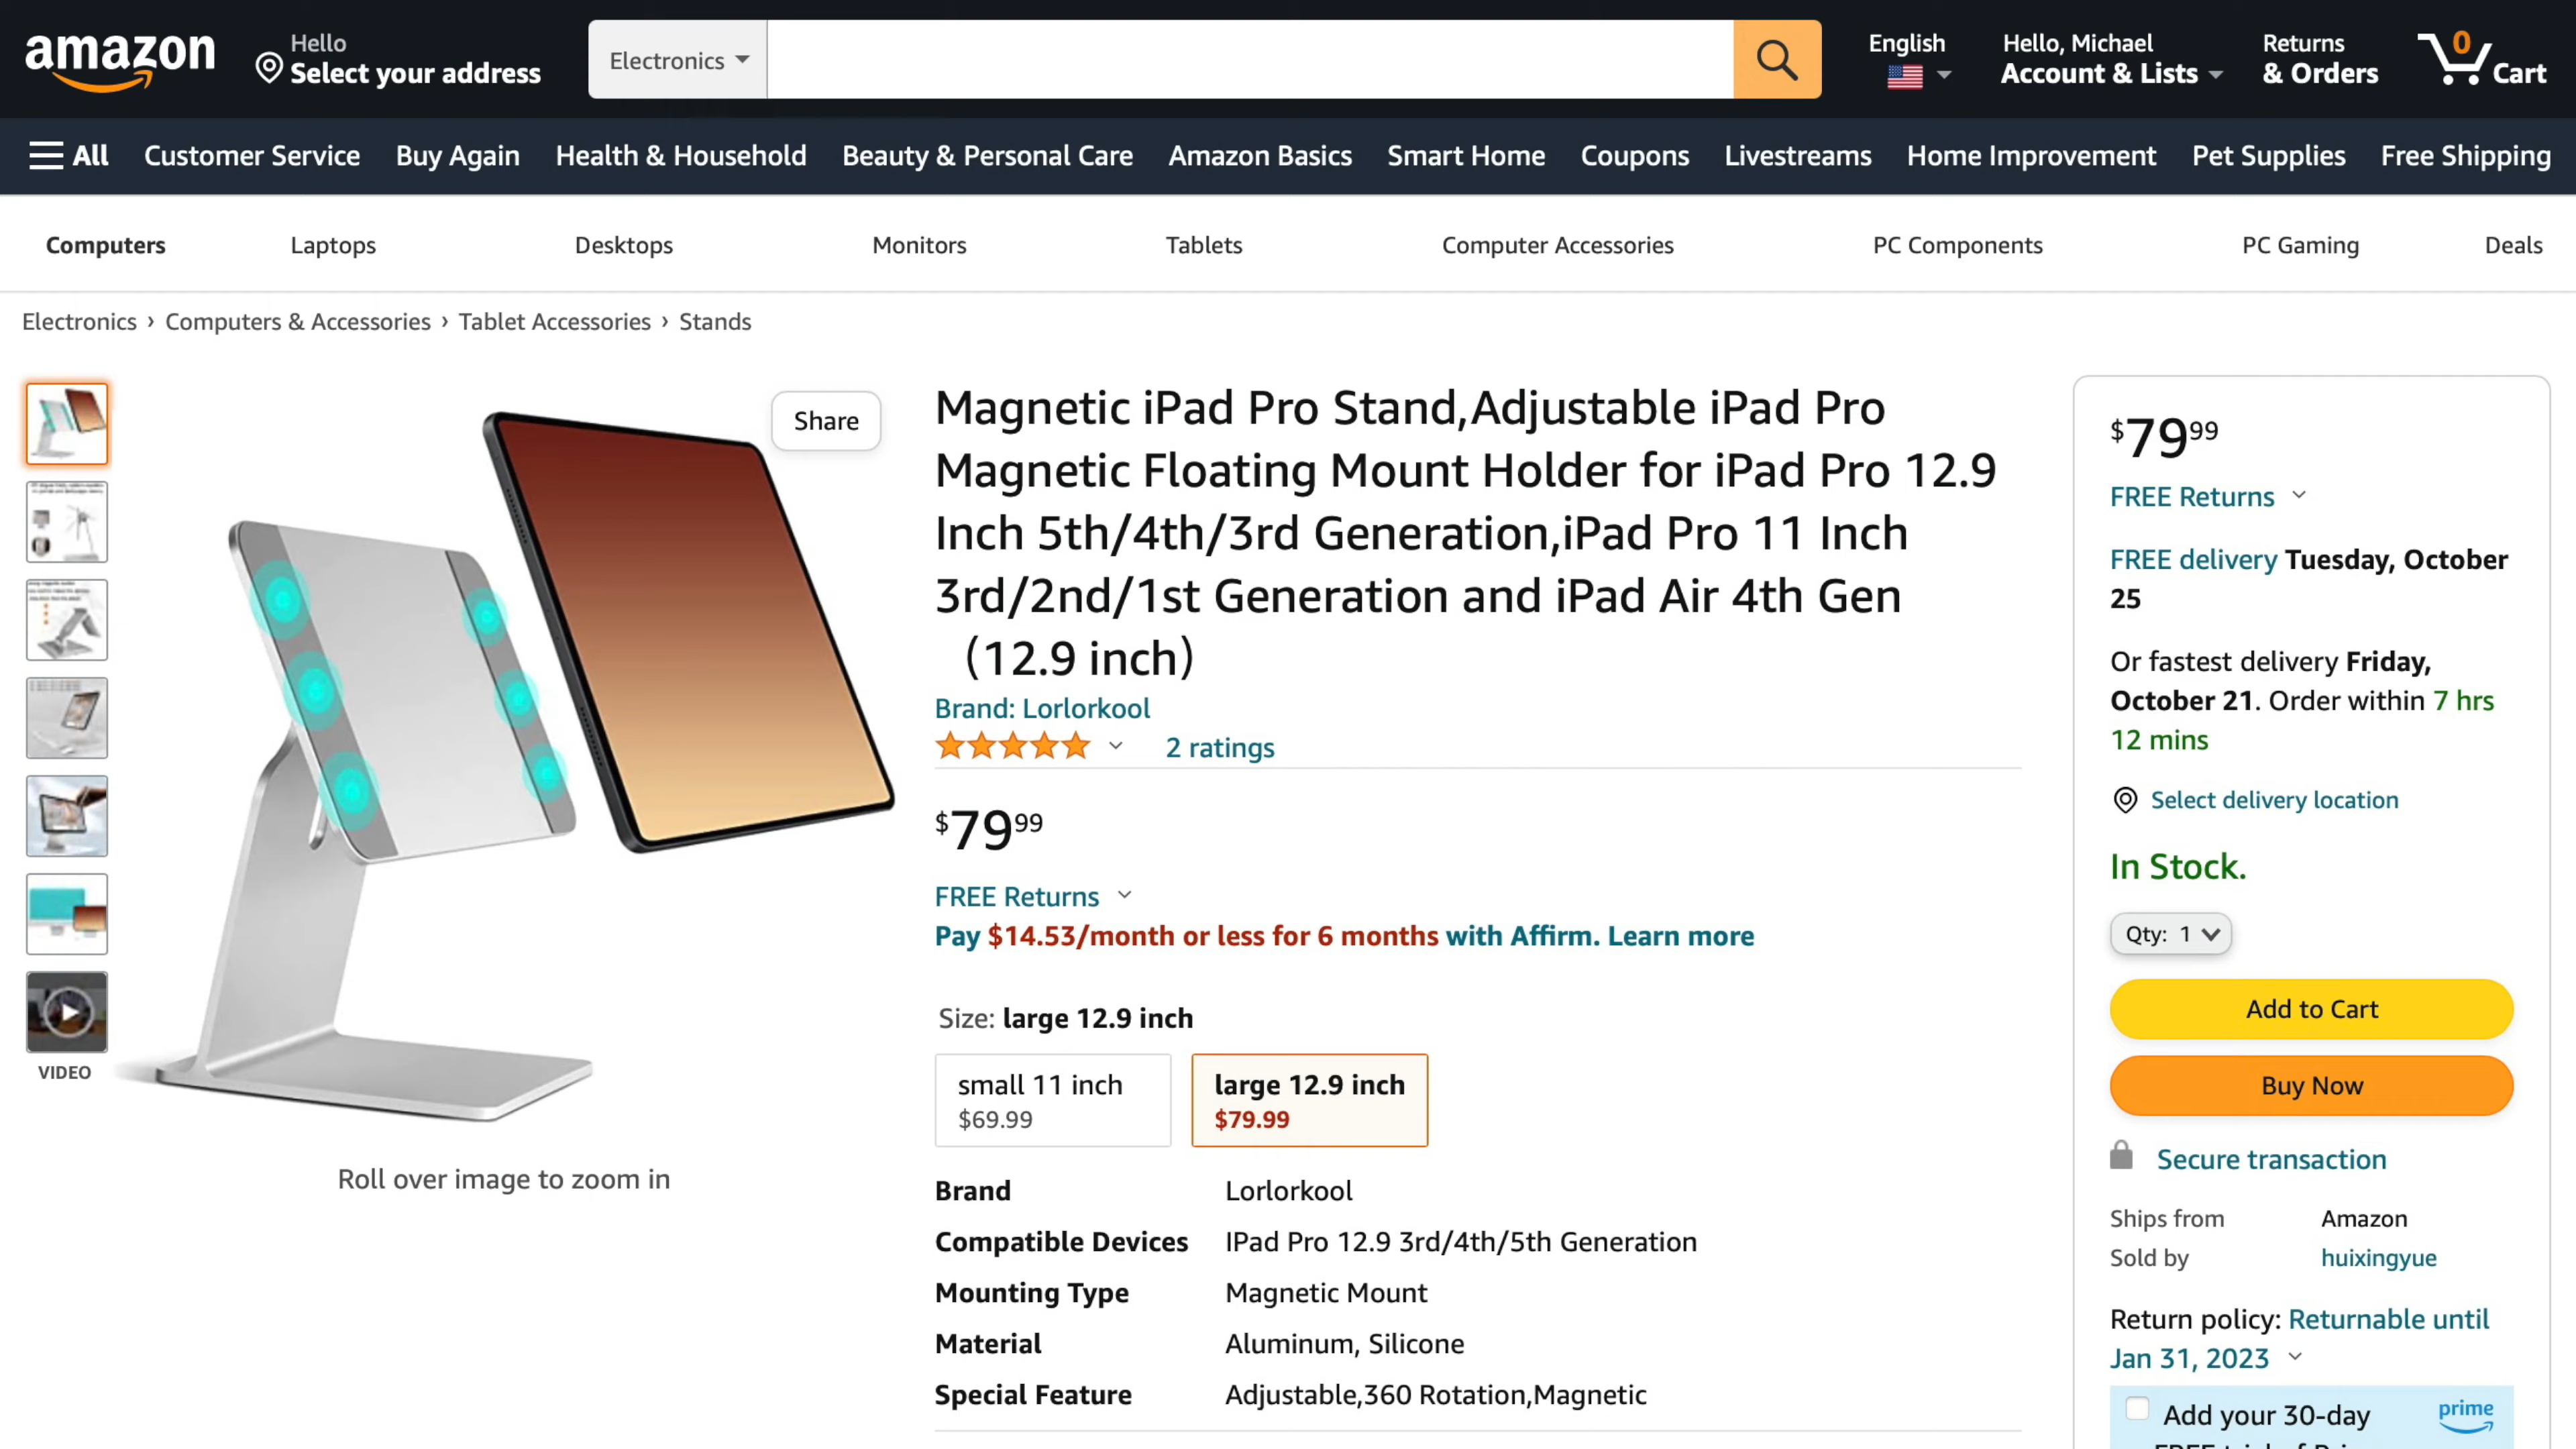 amazon
Hello
Select your address
Electronics
English
Hello, Michael
Account & Lists
Returns
& Orders
0
Cart
All
Customer Service
Buy Again
Health & Household
Beauty & Personal Care
Amazon Basics
Smart Home
Coupons
Livestreams
Home Improvement
Pet Supplies
Free Shipping
Computers
Laptops
Desktops
Monitors
Tablets
Computer Accessories
PC Components
PC Gaming
Deals
Electronics › Computers & Accessories › Tablet Accessories › Stands
VIDEO
Share
Roll over image to zoom in
Magnetic iPad Pro Stand,Adjustable iPad Pro
Magnetic Floating Mount Holder for iPad Pro 12.9
Inch 5th/4th/3rd Generation,iPad Pro 11 Inch
3rd/2nd/1st Generation and iPad Air 4th Gen
（12.9 inch)
Brand: Lorlorkool
2 ratings
$79 99
FREE Returns
Pay $14.53/month or less for 6 months with Affirm. Learn more
Size: large 12.9 inch
small 11 inch
$69.99
large 12.9 inch
$79.99
Brand Lorlorkool
Compatible Devices IPad Pro 12.9 3rd/4th/5th Generation
Mounting Type Magnetic Mount
Material Aluminum, Silicone
Special Feature Adjustable,360 Rotation,Magnetic
$79 99
FREE Returns
FREE delivery Tuesday, October
25
Or fastest delivery Friday,
October 21. Order within 7 hrs
12 mins
Select delivery location
In Stock.
Qty: 1
Add to Cart
Buy Now
Secure transaction
Ships from Amazon
Sold by huixingyue
Return policy: Returnable until
Jan 31, 2023
Add your 30-day
prime